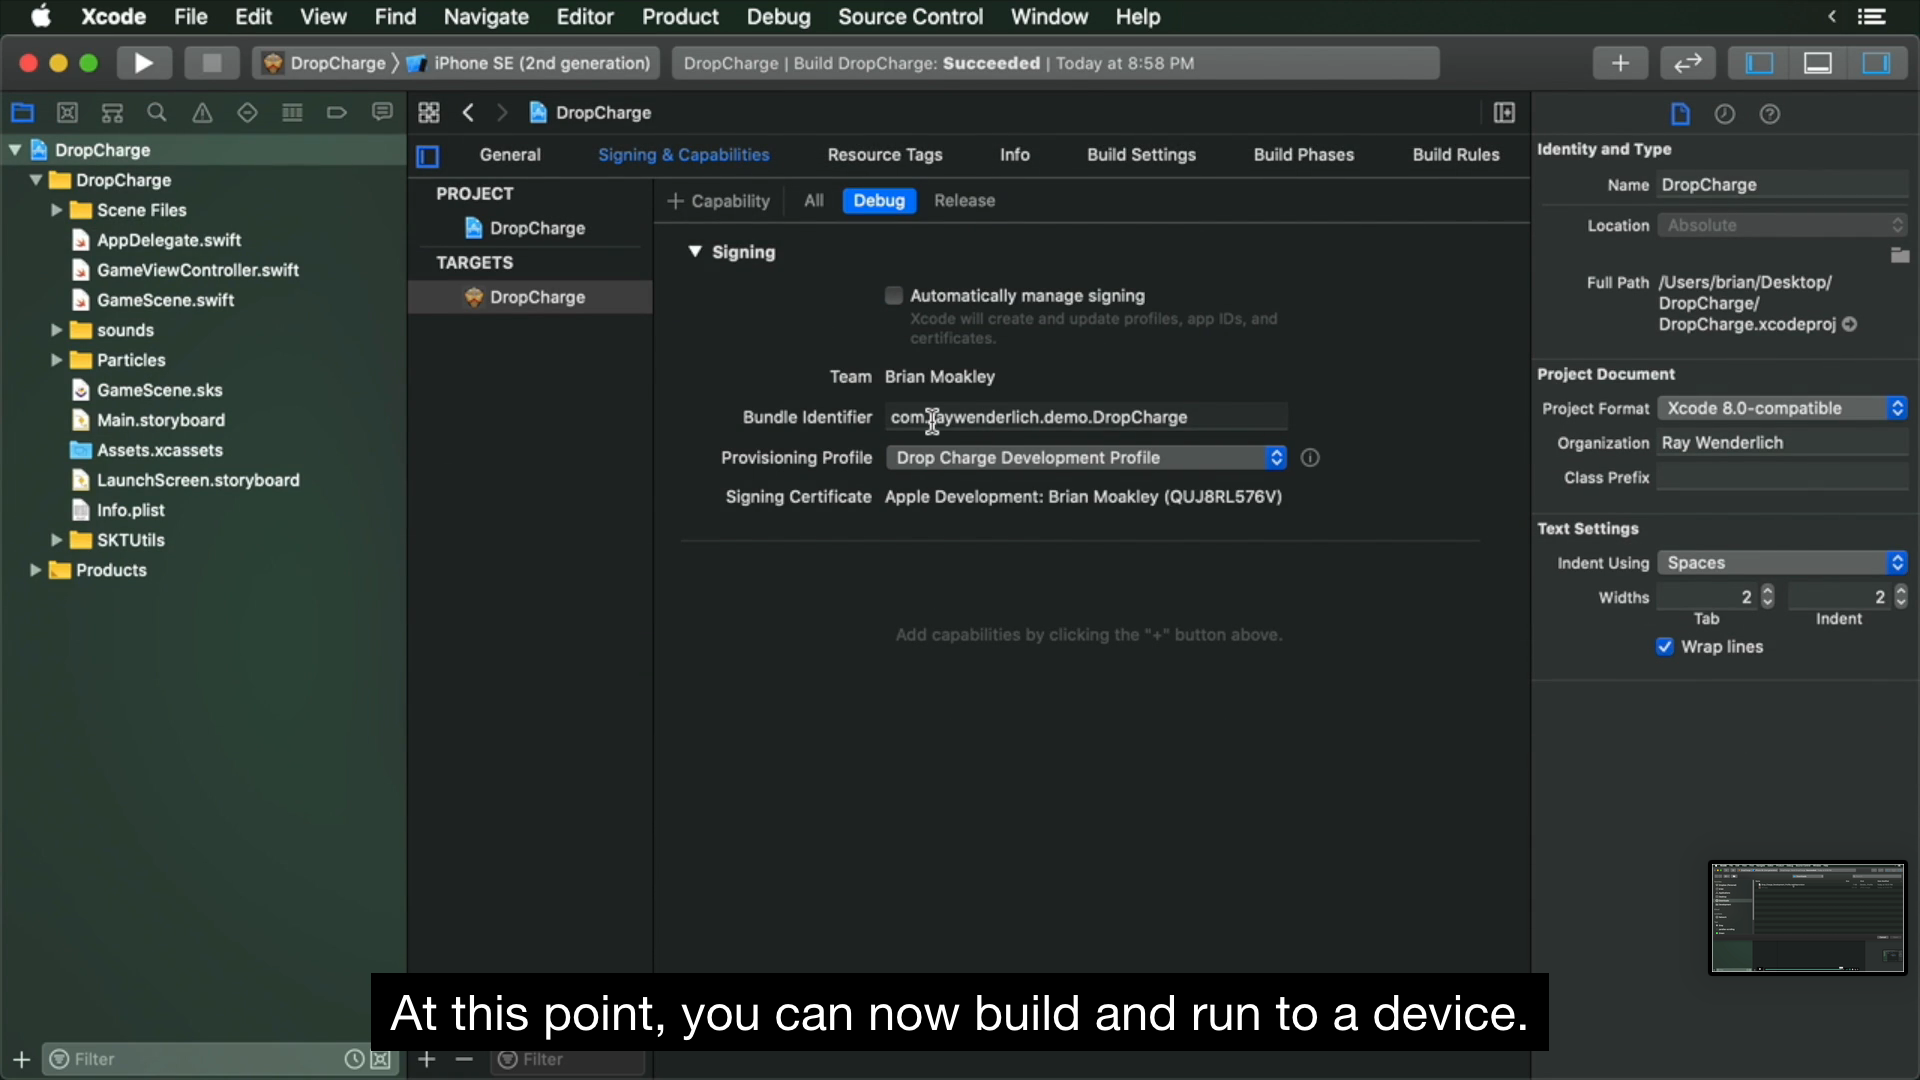 Xcode File Edit View Find Navigate Editor Product Debug Source Control Window Help
DropCharge iPhone SE (2nd generation)
DropCharge | Build DropCharge: Succeeded | Today at 8:58 PM
DropCharge
General Signing & Capabilities Resource Tags Info Build Settings Build Phases Build Rules
DropCharge
DropCharge
Scene Files
AppDelegate.swift
GameViewController.swift
GameScene.swift
sounds
Particles
GameScene.sks
Main.storyboard
Assets.xcassets
LaunchScreen.storyboard
Info.plist
SKTUtils
Products
Filter
PROJECT
DropCharge
TARGETS
DropCharge
Filter
+ Capability All Debug Release
Signing
Automatically manage signing
Xcode will create and update profiles, app IDs, and
certificates.
Team Brian Moakley
Bundle Identifier com.raywenderlich.demo.DropCharge
Provisioning Profile Drop Charge Development Profile
Signing Certificate Apple Development: Brian Moakley (QUJ8RL576V)
Add capabilities by clicking the "+" button above.
Identity and Type
Name DropCharge
Location Absolute
Full Path /Users/brian/Desktop/
DropCharge/
DropCharge.xcodeproj
Project Document
Project Format Xcode 8.0-compatible
Organization Ray Wenderlich
Class Prefix
Text Settings
Indent Using Spaces
Widths 2 2
Tab Indent
Wrap lines
At this point, you can now build and run to a device.